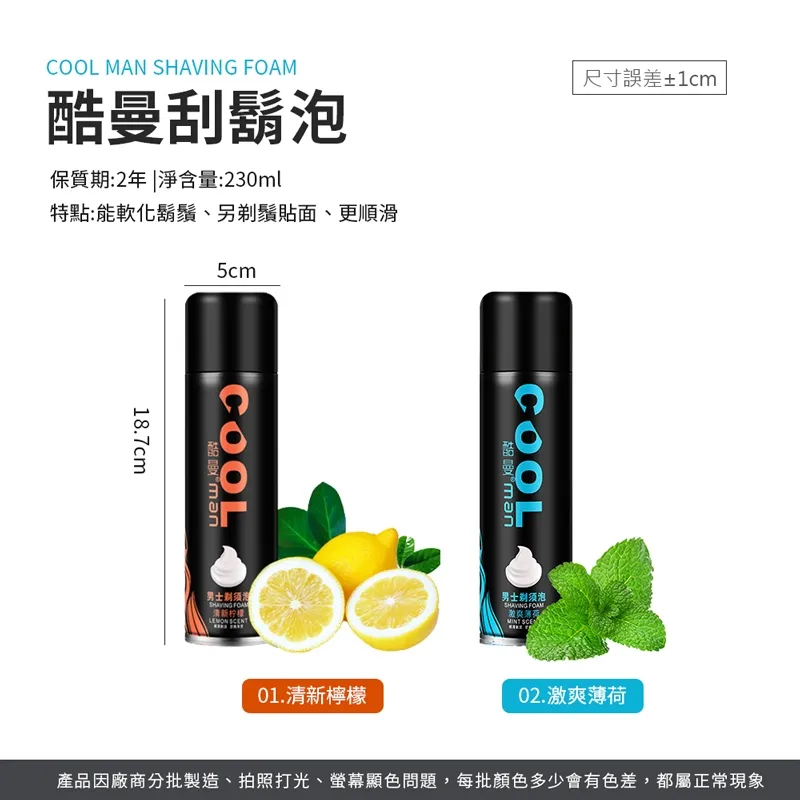 COOL MAN SHAVING FOAM
尺寸誤差±1cm
酷曼刮鬍泡
保質期:2年 |淨含量:230ml
特點:能軟化鬍鬚、另剃鬚貼面、更順滑
5cm
18.7cm
COOL
酷曼®man
男士剃须泡
SHAVING FOAM
清新柠檬
LEMON SCENT
COOL
酷曼®man
男士剃须泡
SHAVING FOAM
激爽薄荷
MINT SCENT
01.清新檸檬
02.激爽薄荷
產品因廠商分批製造、拍照打光、螢幕顯色問題，每批顏色多少會有色差，都屬正常現象